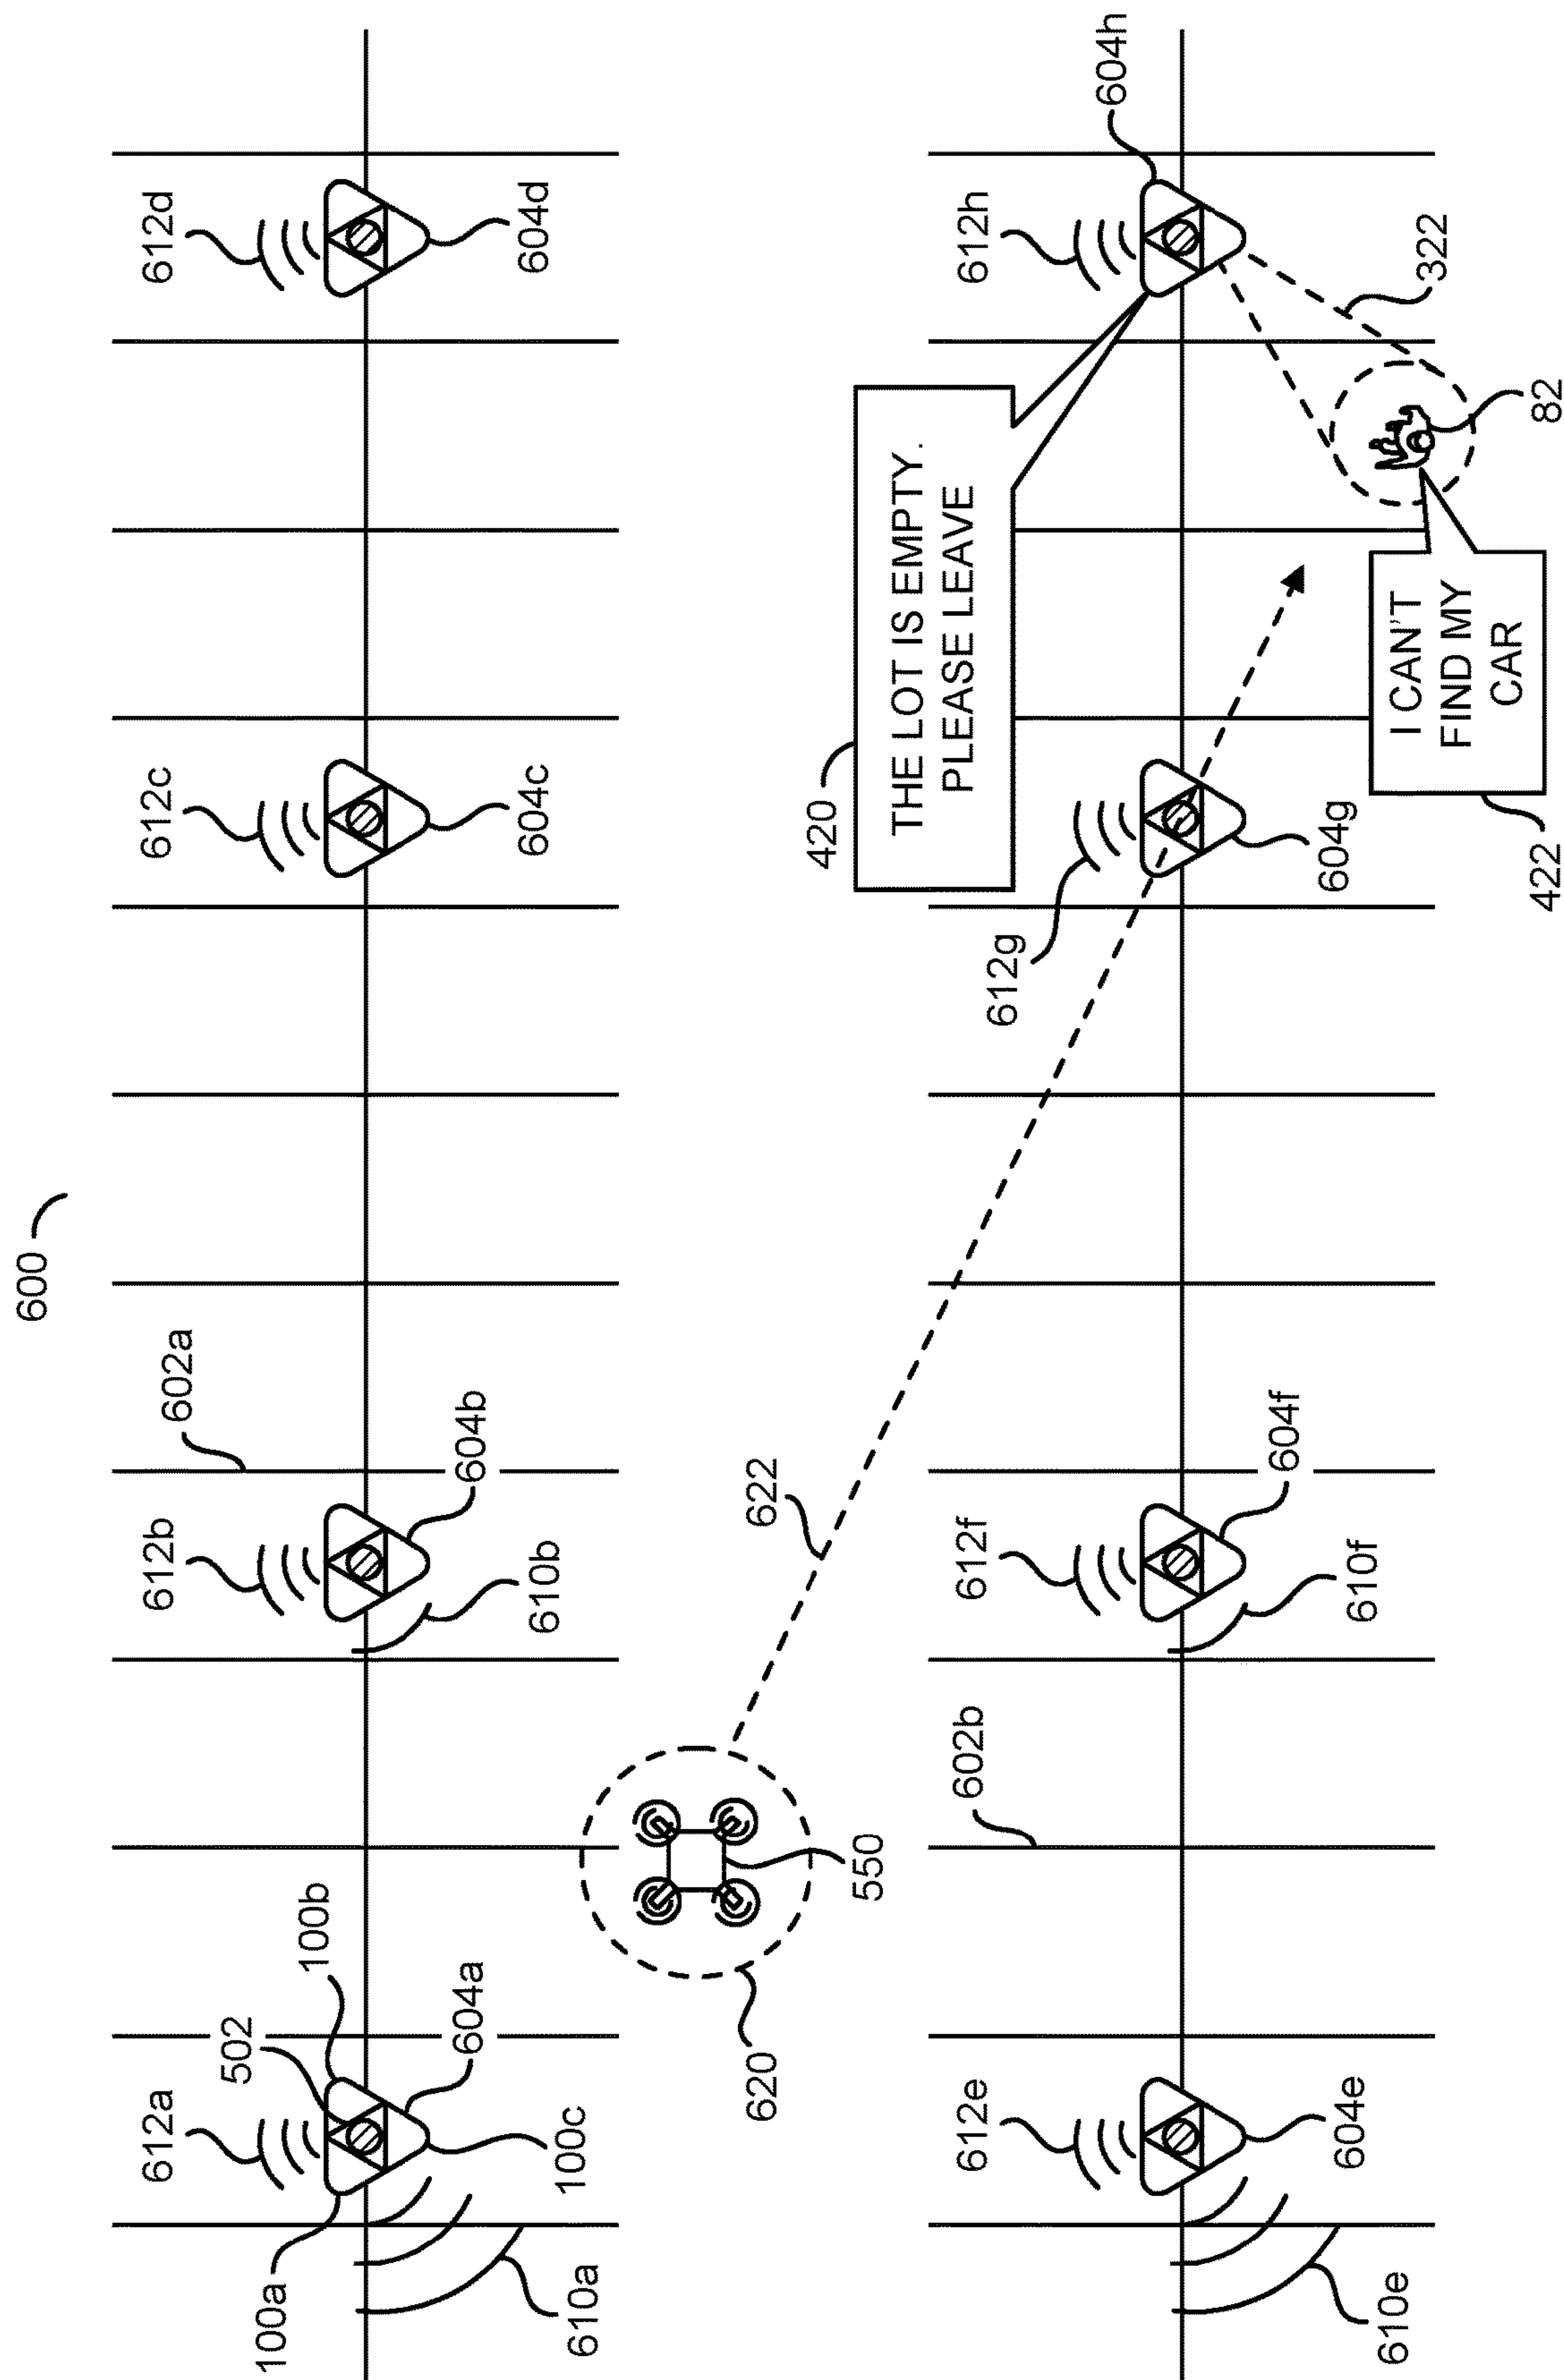 600
612a
502
100b
604a
100a
100c
610a
612b
602a
604b
610b
612c
604c
612d
604d
620
550
622
612e
604e
610e
602b
612f
604f
610f
612g
604g
420
THE LOT IS EMPTY.
PLEASE LEAVE
612h
604h
322
82
I CAN'T
FIND MY
CAR
422